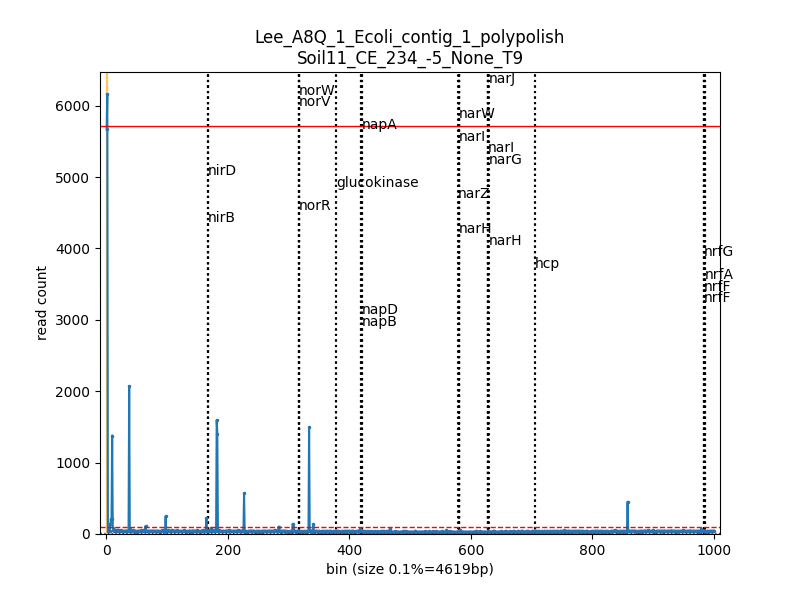 Lee_A8Q_1_Ecoli_contig_1_polypolish
Soil11_CE_234_-5_None_T9
narJ
norW
norV
narW
napA
narI
narI
narG
nirD
glucokinase
narZ
norR
nirB
narH
narH
nrfG
hcp
nrfA
nrfF
nrfF
napD
napB
6000
5000
4000
3000
2000
1000
0
read count
0 200 400 600 800 1000
bin (size 0.1%=4619bp)